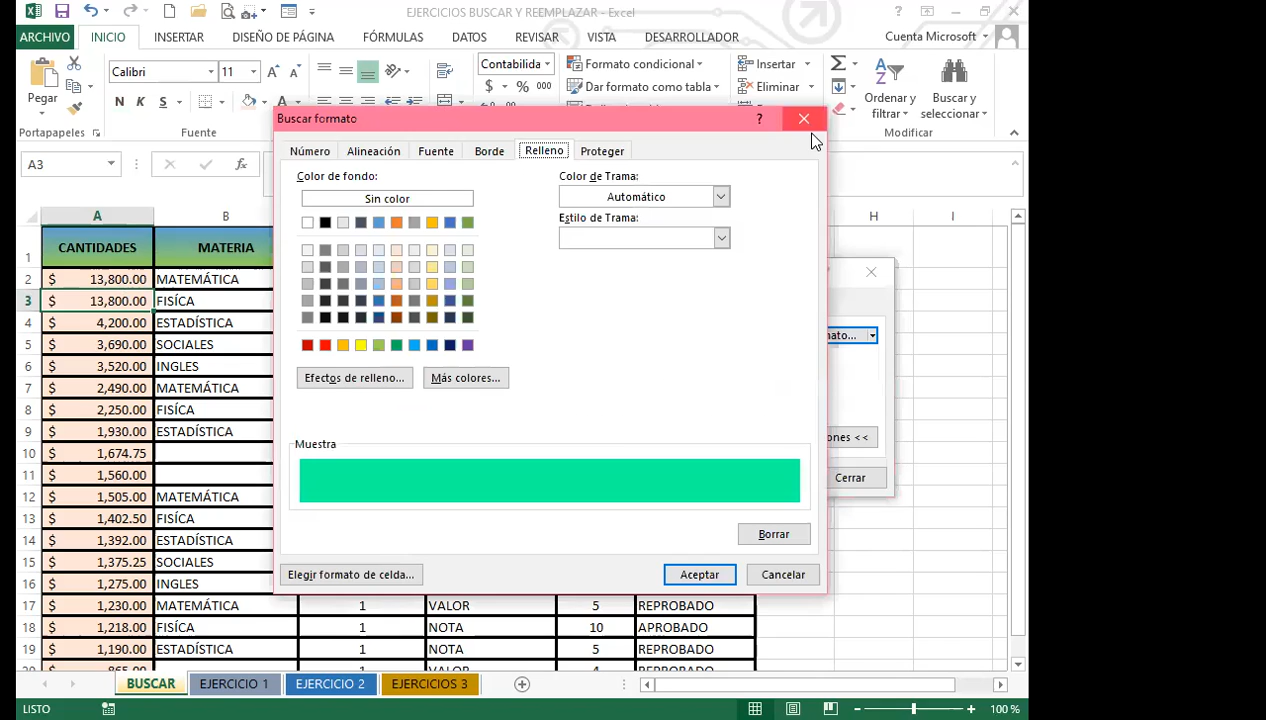 EJERCICIOS BUSCAR Y REEMPLAZAR - Excel
ARCHIVO INICIO INSERTAR DISEÑO DE PÁGINA FÓRMULAS DATOS REVISAR VISTA DESARROLLADOR Cuenta Microsoft
Pegar
Calibri 11
N K S
Contabilida
$ % 000
Formato condicional
Dar formato como tabla
Insertar
Eliminar
Ordenar y filtrar
Buscar y seleccionar
Portapapeles Fuente Modificar
A3 fx
Buscar formato ?
Número Alineación Fuente Borde Relleno Proteger
Color de fondo:
Sin color
Color de Trama:
Automático
Estilo de Trama:
Efectos de relleno... Más colores...
Muestra
Borrar
Elegir formato de celda... Aceptar Cancelar
mato...
ones <<
Cerrar
A B H I
1 CANTIDADES MATERIA
2 $ 13,800.00 MATEMÁTICA
3 $ 13,800.00 FISÍCA
4 $ 4,200.00 ESTADÍSTICA
5 $ 3,690.00 SOCIALES
6 $ 3,520.00 INGLES
7 $ 2,490.00 MATEMÁTICA
8 $ 2,250.00 FISÍCA
9 $ 1,930.00 ESTADÍSTICA
10 $ 1,674.75
11 $ 1,560.00
12 $ 1,505.00 MATEMÁTICA
13 $ 1,402.50 FISÍCA
14 $ 1,392.00 ESTADÍSTICA
15 $ 1,375.25 SOCIALES
16 $ 1,275.00 INGLES
17 $ 1,230.00 MATEMÁTICA 1 VALOR 5 REPROBADO
18 $ 1,218.00 FISÍCA 1 NOTA 10 APROBADO
19 $ 1,190.00 ESTADÍSTICA 1 NOTA 5 REPROBADO
BUSCAR EJERCICIO 1 EJERCICIO 2 EJERCICIOS 3
LISTO 100 %